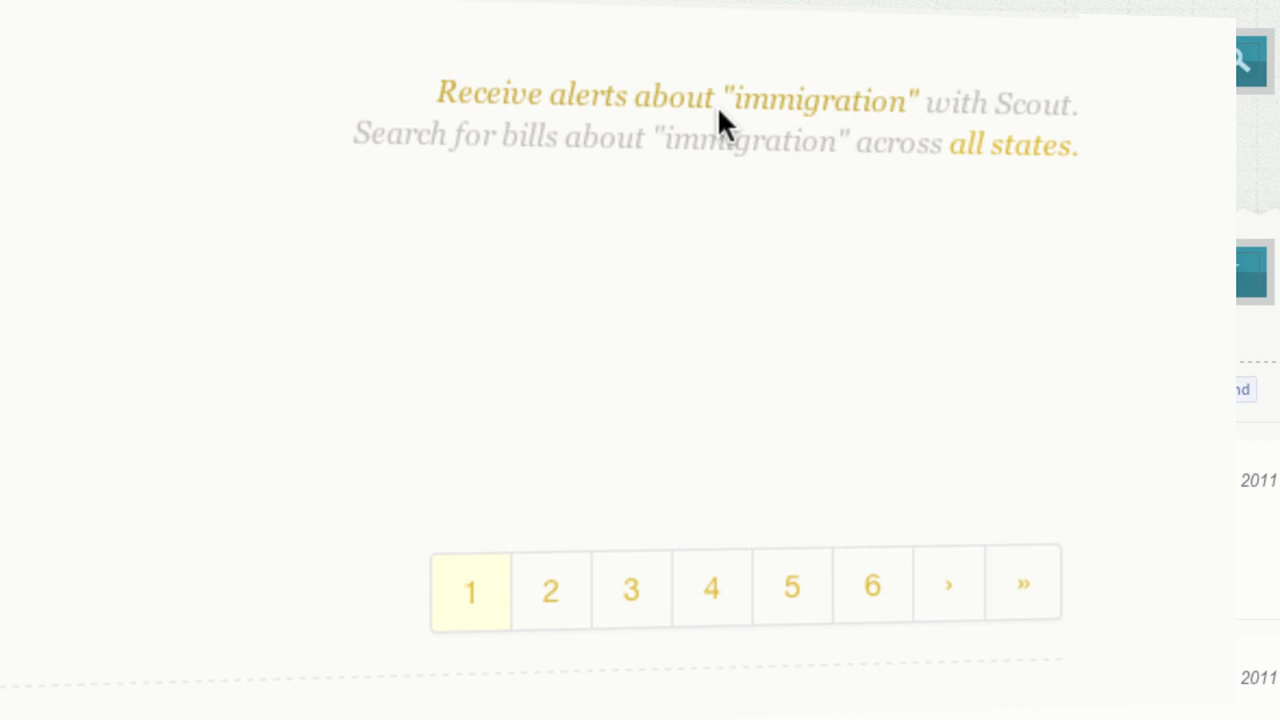 Receive alerts about "immigration" with Scout.
Search for bills about "immigration" across all states.
nd
2011
1 2 3 4 5 6 › »
2011